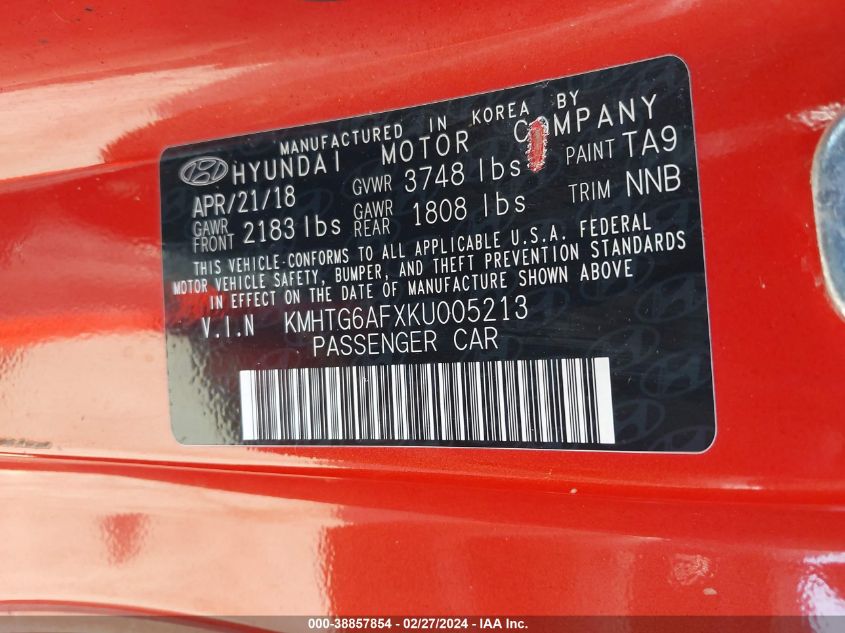 MANUFACTURED IN KOREA BY
HYUNDAI MOTOR COMPANY
APR/21/18 GVWR 3748 lbs PAINT TA9
GAWR FRONT 2183 lbs GAWR REAR 1808 lbs TRIM NNB
THIS VEHICLE CONFORMS TO ALL APPLICABLE U.S.A. FEDERAL
MOTOR VEHICLE SAFETY, BUMPER, AND THEFT PREVENTION STANDARDS
IN EFFECT ON THE DATE OF MANUFACTURE SHOWN ABOVE
V.I.N KMHTG6AFXKU005213
PASSENGER CAR
000-38857854 - 02/27/2024 - IAA Inc.